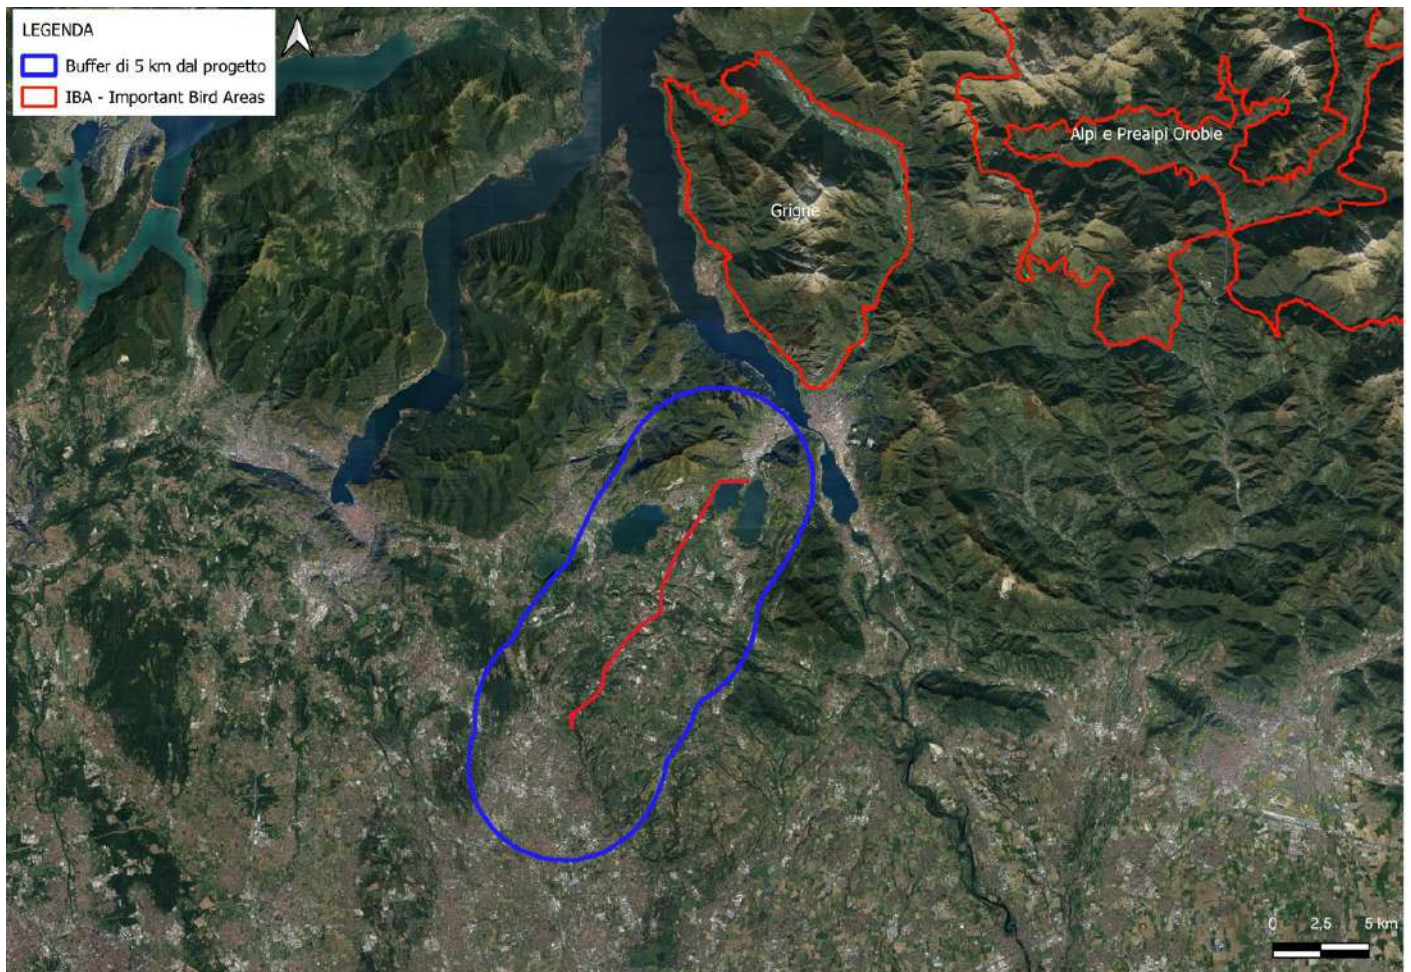 LEGENDA
Buffer di 5 km dal progetto
IBA - Important Bird Areas
Alpi e Prealpi Orobie
Grigne
0 2,5 5 km